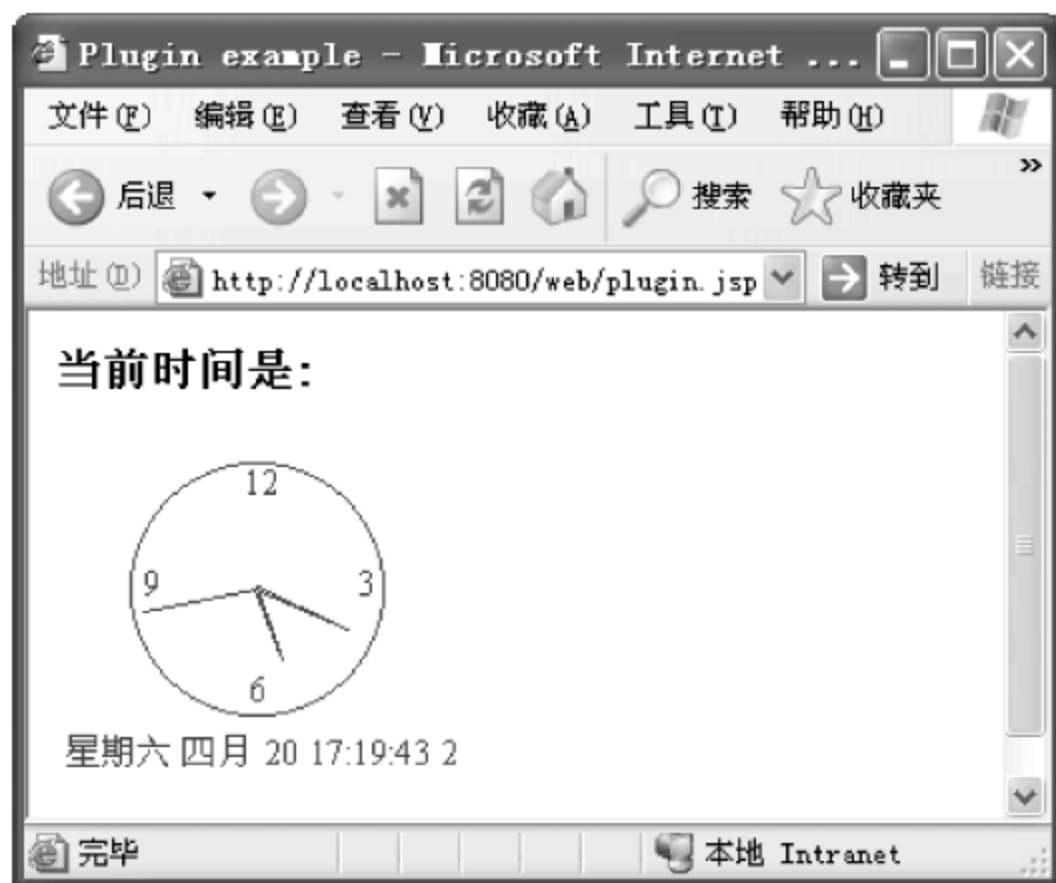 Plugin example - Microsoft Internet ...
文件(F) 编辑(E) 查看(V) 收藏(A) 工具(T) 帮助(H)
后退 搜索 收藏夹 »
地址(D) http://localhost:8080/web/plugin.jsp 转到 链接
当前时间是:
12
9 3
6
星期六 四月 20 17:19:43 2
完毕 本地 Intranet